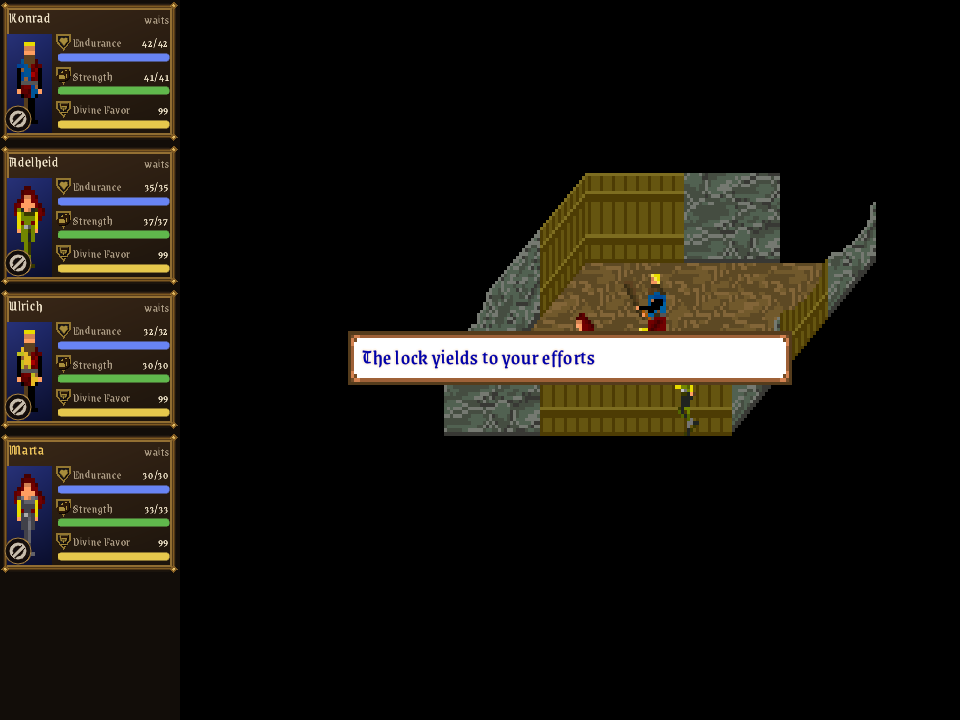 Konrad waits
Endurance 42/42
Strength 41/41
Divine Favor 99
Adelheid waits
Endurance 35/35
Strength 37/37
Divine Favor 99
Ulrich waits
Endurance 32/32
Strength 30/30
Divine Favor 99
Marta waits
Endurance 30/30
Strength 33/33
Divine Favor 99
The lock yields to your efforts